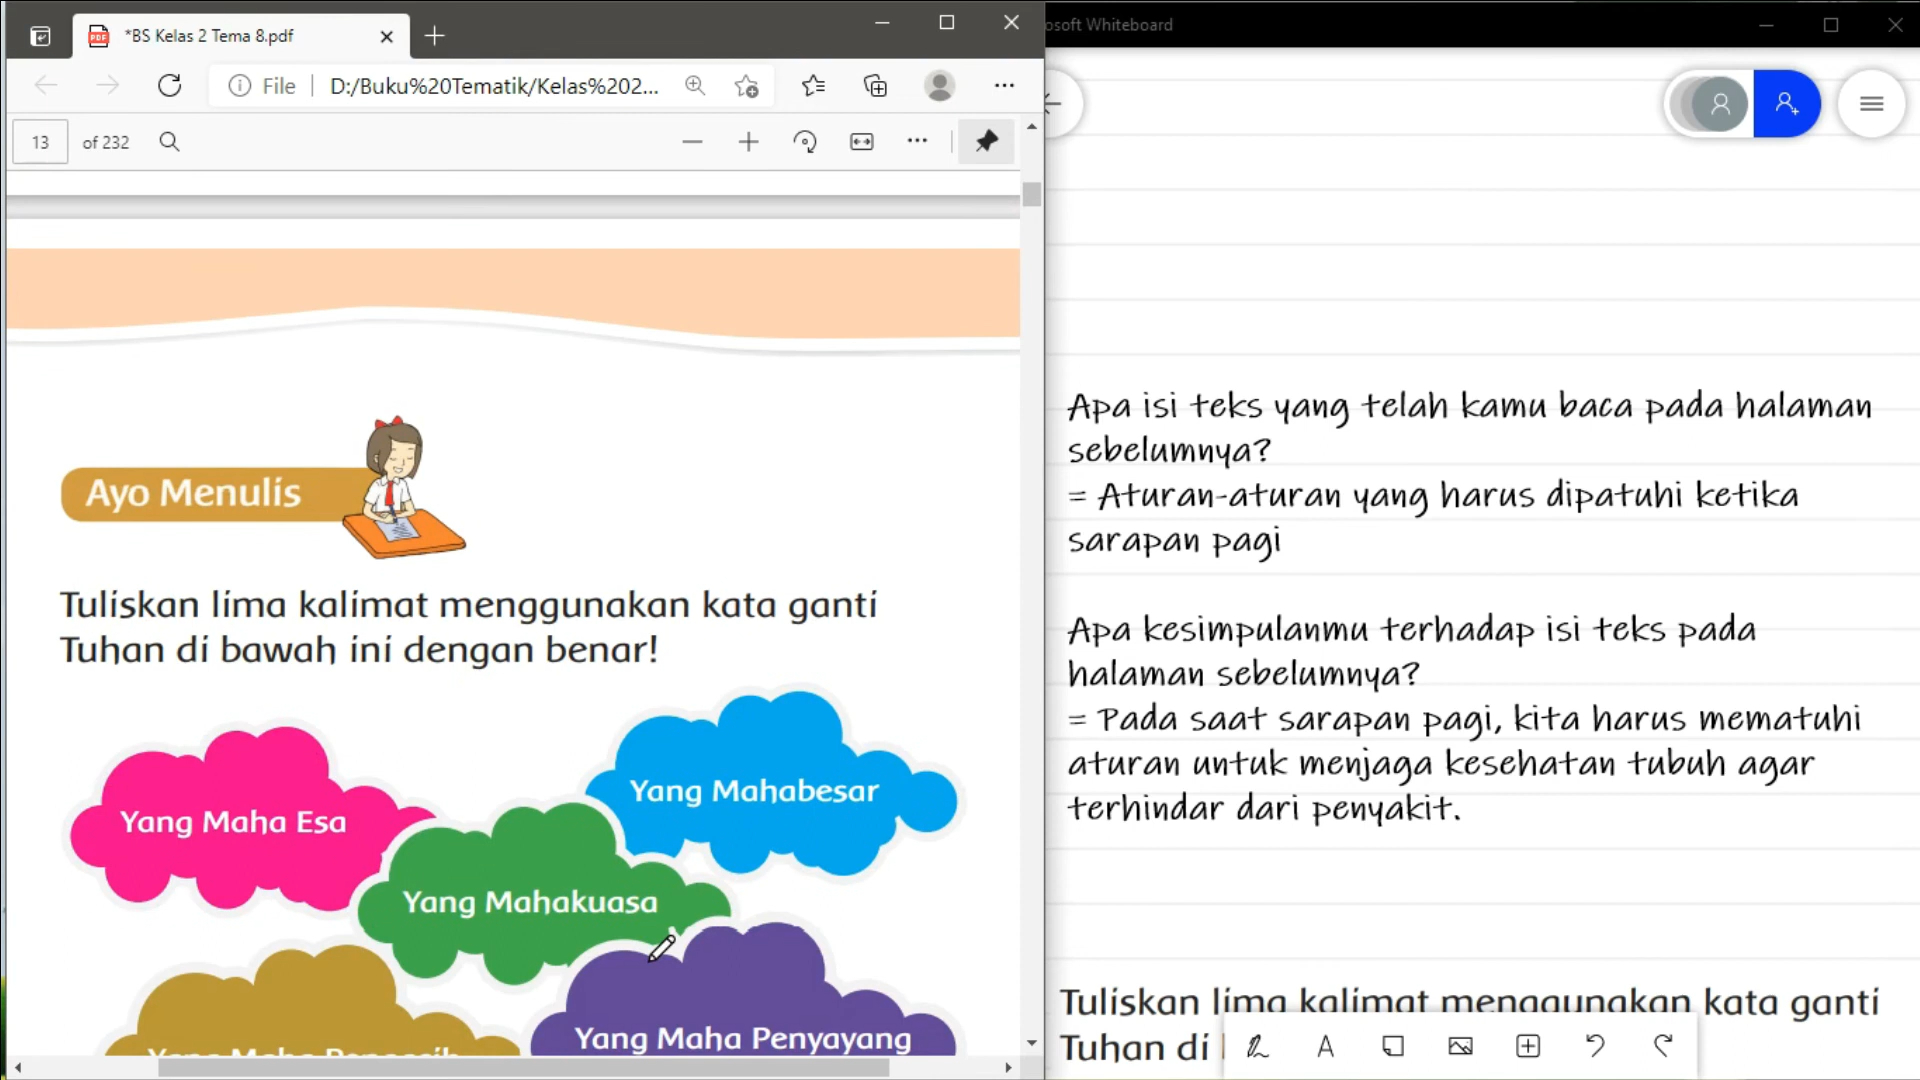 *BS Kelas 2 Tema 8.pdf
File
D:/Buku%20Tematik/Kelas%202...
13 of 232
Ayo Menulis
Tuliskan lima kalimat menggunakan kata ganti
Tuhan di bawah ini dengan benar!
Yang Mahabesar
Yang Maha Esa
Yang Mahakuasa
Yang Maha Penyayang
osoft Whiteboard
Apa isi teks yang telah kamu baca pada halaman
sebelumnya?
= Aturan-aturan yang harus dipatuhi ketika
sarapan pagi
Apa kesimpulanmu terhadap isi teks pada
halaman sebelumnya?
= Pada saat sarapan pagi, kita harus mematuhi
aturan untuk menjaga kesehatan tubuh agar
terhindar dari penyakit.
Tuliskan lima kalimat menggunakan kata ganti
Tuhan di